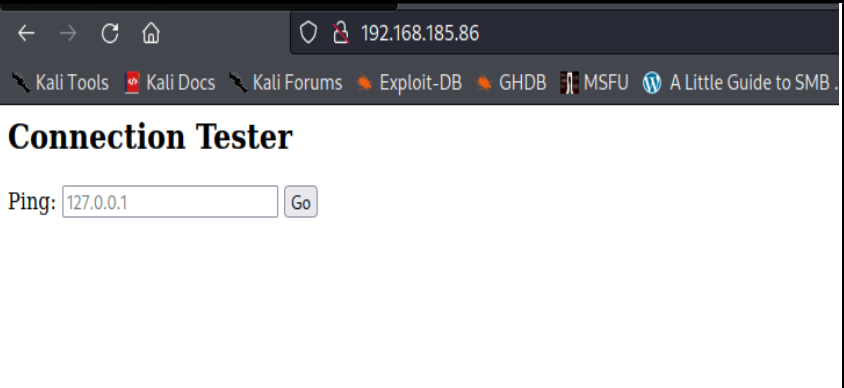 192.168.185.86
Kali Tools Kali Docs Kali Forums Exploit-DB GHDB MSFU A Little Guide to SMB .
Connection Tester
Ping: 127.0.0.1 Go